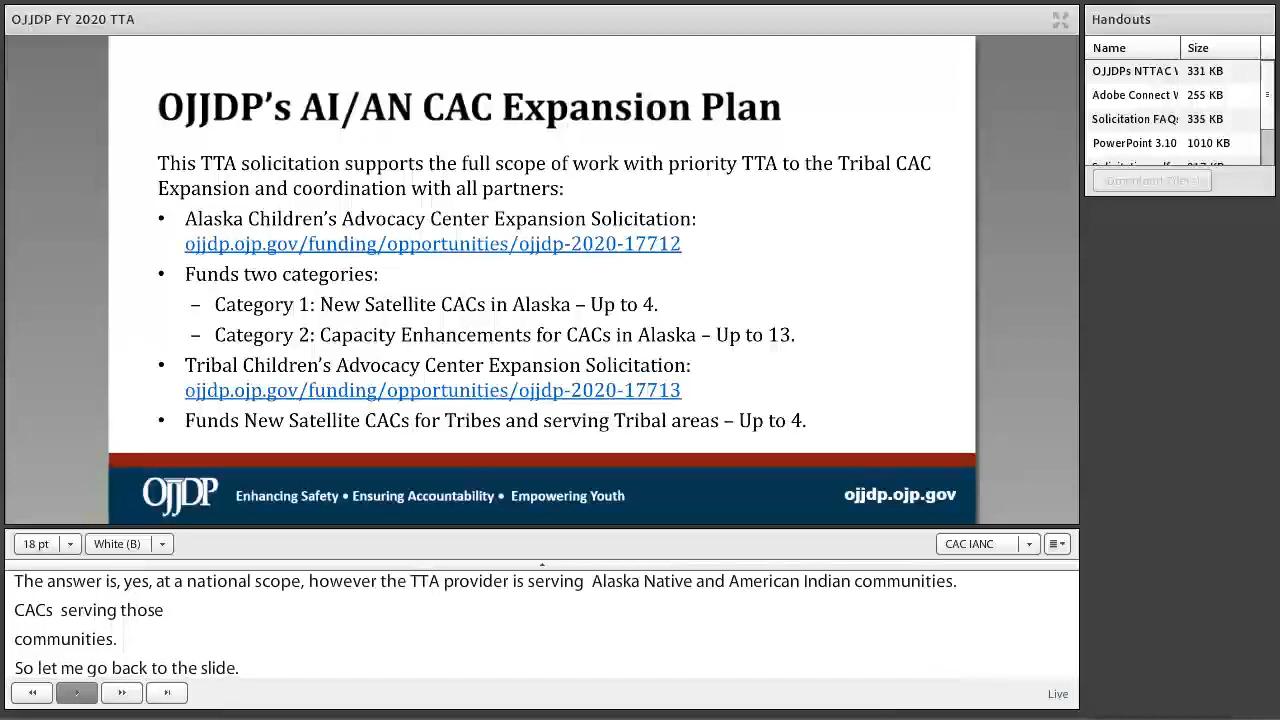 OJJDP FY 2020 TTA
OJJDP's AI/AN CAC Expansion Plan
This TTA solicitation supports the full scope of work with priority TTA to the Tribal CAC
Expansion and coordination with all partners:
• Alaska Children's Advocacy Center Expansion Solicitation:
ojjdp.ojp.gov/funding/opportunities/ojjdp-2020-17712
• Funds two categories:
– Category 1: New Satellite CACs in Alaska – Up to 4.
– Category 2: Capacity Enhancements for CACs in Alaska – Up to 13.
• Tribal Children's Advocacy Center Expansion Solicitation:
ojjdp.ojp.gov/funding/opportunities/ojjdp-2020-17713
• Funds New Satellite CACs for Tribes and serving Tribal areas – Up to 4.
OJJDP Enhancing Safety • Ensuring Accountability • Empowering Youth ojjdp.ojp.gov
18 pt White (B) CAC IANC
The answer is, yes, at a national scope, however the TTA provider is serving Alaska Native and American Indian communities.
CACs serving those
communities.
So let me go back to the slide.
Live
Handouts
Name Size
OJJDPs NTTAC 331 KB
Adobe Connect 255 KB
Solicitation FAQs 335 KB
PowerPoint 3.10 1010 KB
Download File(s)